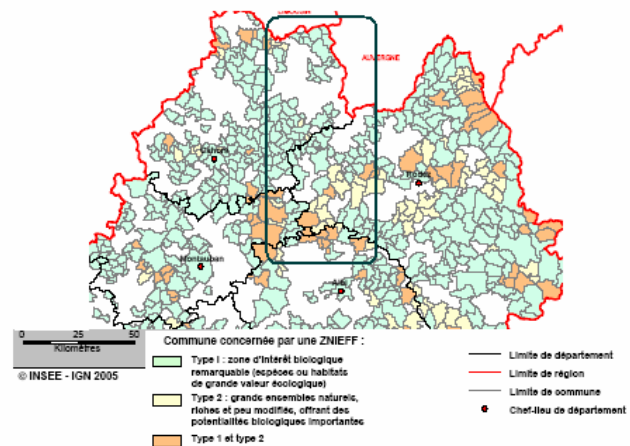 LIMOUSIN
AUVERGNE
Cahors
Rodez
Montauban
Albi
0 25 50
Kilomètres
© INSEE - IGN 2005
Commune concernée par une ZNIEFF :
Type I : zone d'intérêt biologique
remarquable (espèces ou habitats
de grande valeur écologique)
Type 2 : grands ensembles naturels,
riches et peu modifiés, offrant des
potentialités biologiques importantes
Type 1 et type 2
Limite de département
Limite de région
Limite de commune
Chef-lieu de département